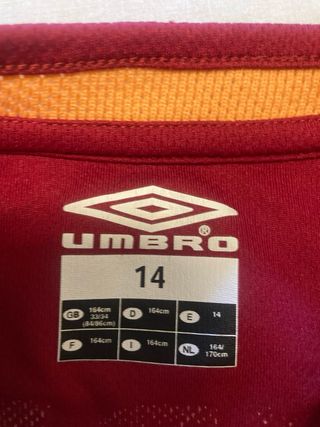 UMBRO®
14
GB 164cm 33/34 (84/86cm) D 164cm E 14
F 164cm I 164cm NL 164/ 170cm